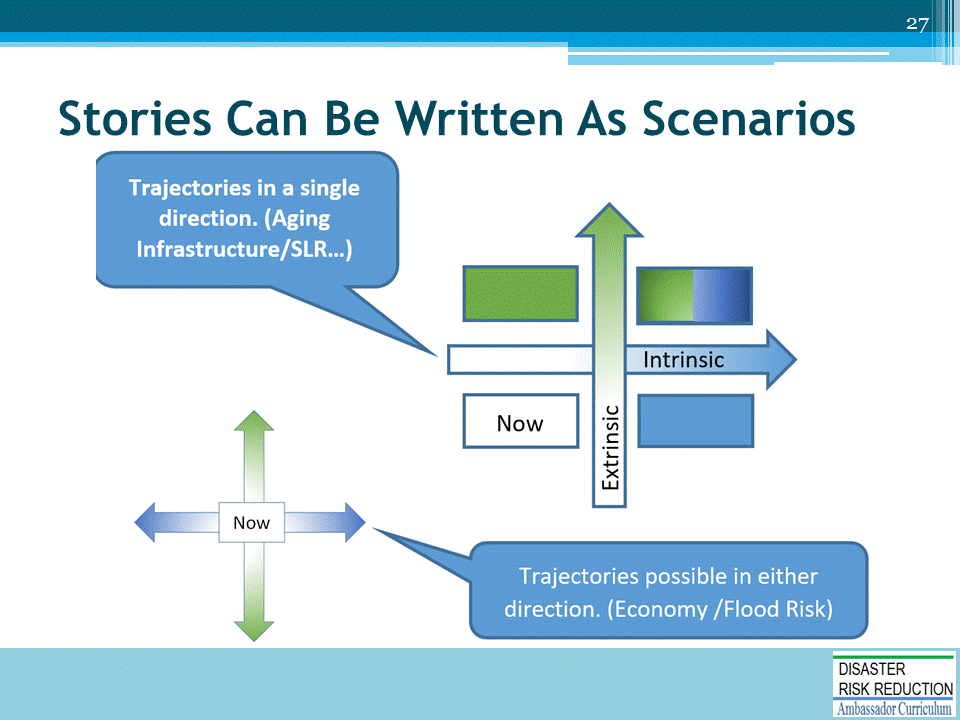 27
Stories Can Be Written As Scenarios
Trajectories in a single
direction. (Aging
Infrastructure/SLR…)
Intrinsic
Now
Extrinsic
Now
Trajectories possible in either
direction. (Economy /Flood Risk)
DISASTER
RISK REDUCTION
Ambassador Curriculum